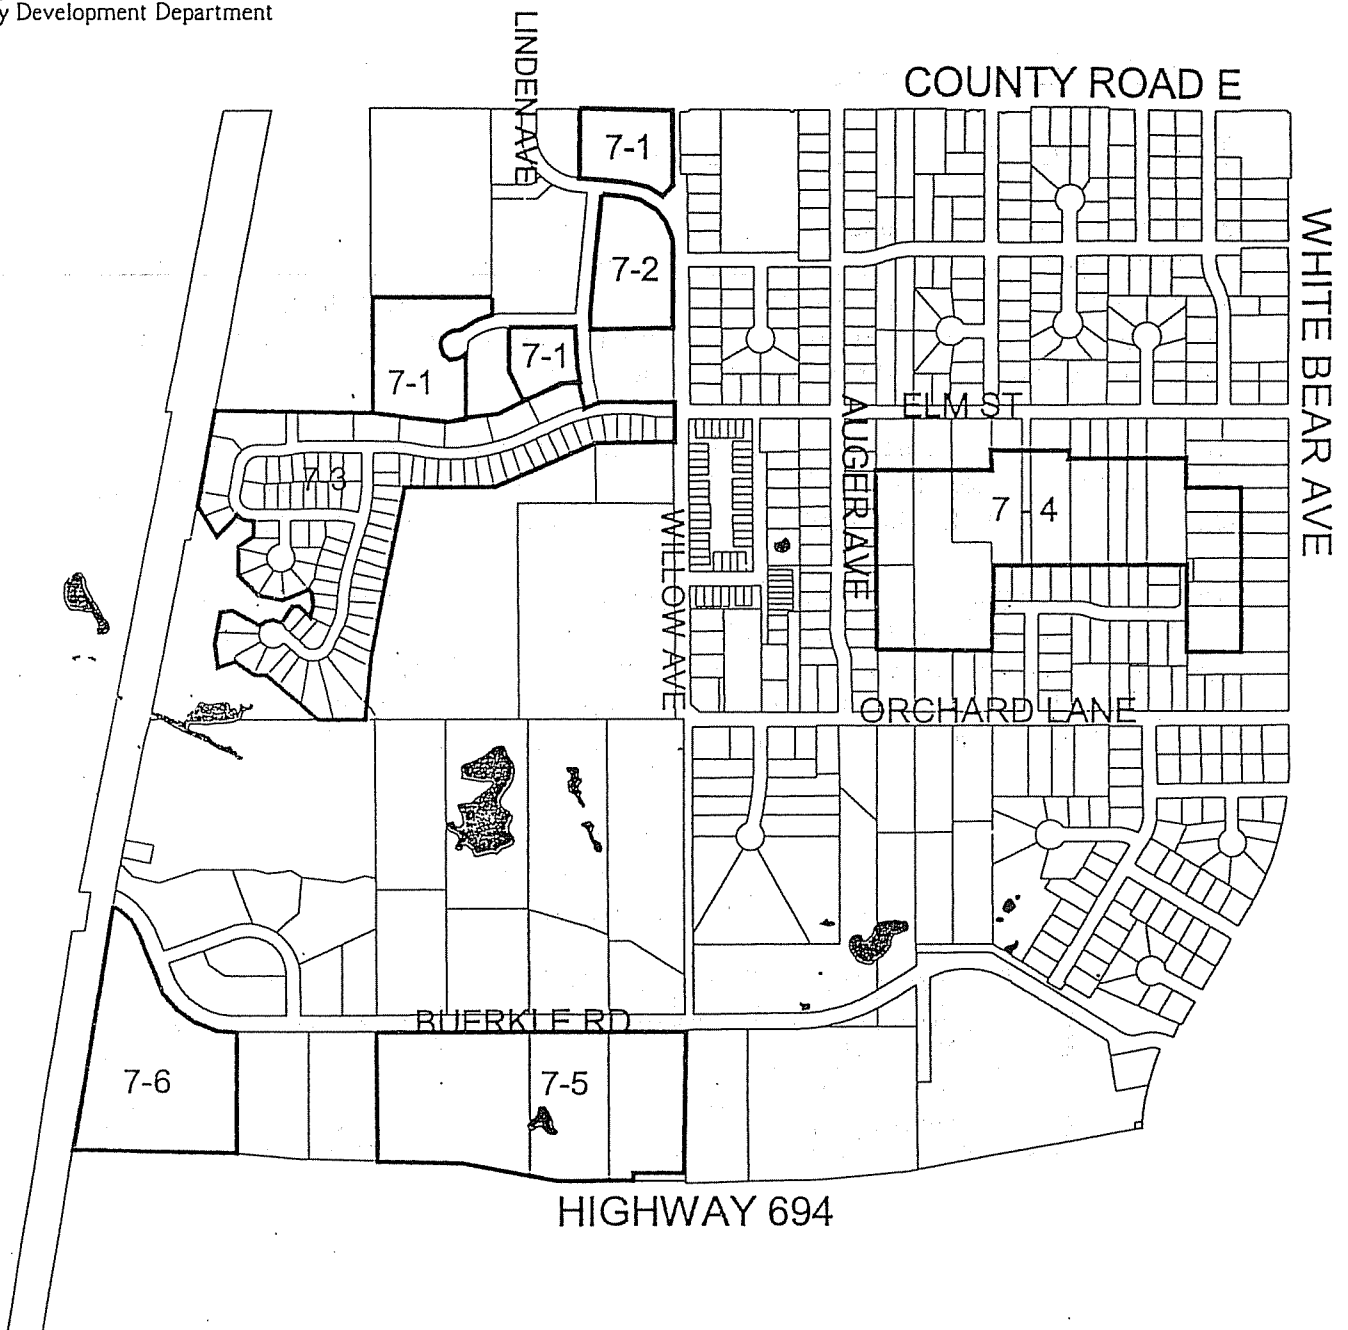 y Development Department
LINDEN AVE
COUNTY ROAD E
7-1
7-2
WHITE BEAR AVE
7-1
7-1
ELM ST
AUGER AVE
7 3
7 - 4
WILLOW AVE
ORCHARD LANE
BUERKLE RD
7-6
7-5
HIGHWAY 694